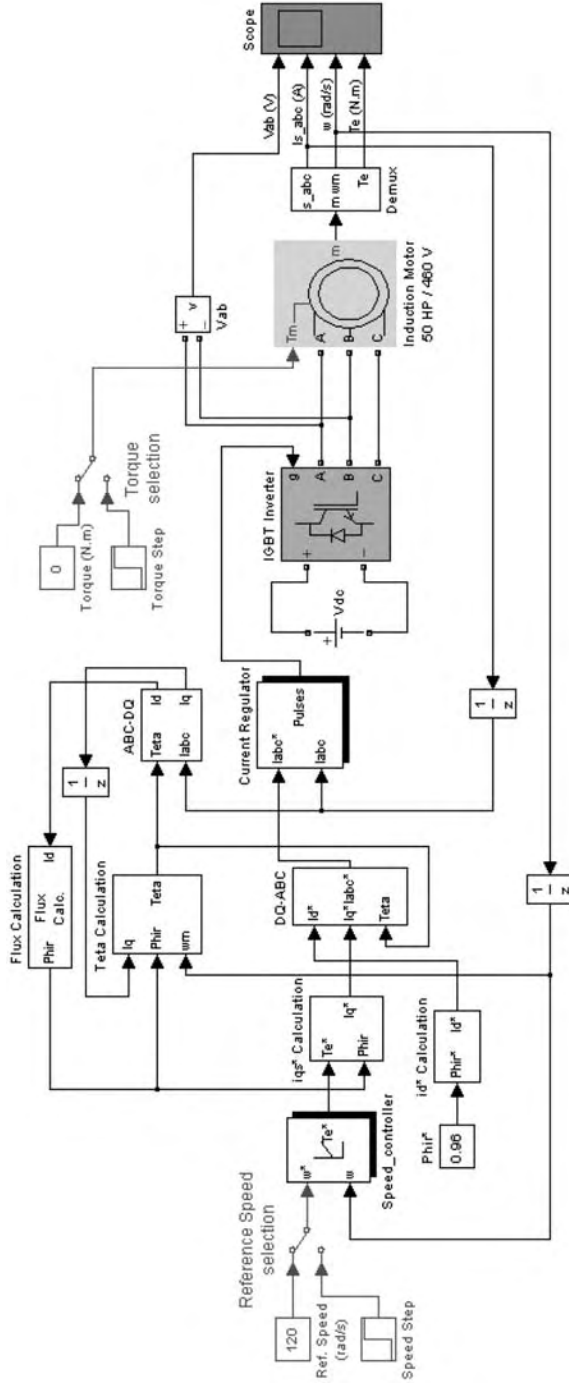 Reference Speed
selection
120
Ref. Speed
(rad/s)
Speed Step
w*
w
Te*
Speed_controller
Phir*
0.96
Phir*
Id*
id* Calculation
Te*
Phir
Iq*
iqs* Calculation
Flux Calculation
Phir
Flux
Calc.
Id
Teta Calculation
Iq
Phir
wm
Teta
1
z
ABC-DQ
Teta
Iabc
Id
Iq
DQ-ABC
Id*
Iq*
Iabc*
Teta
Current Regulator
Iabc*
Iabc
Pulses
0
Torque (N.m)
Torque Step
Torque
selection
Vdc
+
IGBT Inverter
g
+
−
A
B
C
+
−
v
Vab
Tm
A
B
C
m
Induction Motor
50 HP / 460 V
m
s_abc
wm
Te
Demux
Vab (V)
Is_abc (A)
w (rad/s)
Te (N.m)
Scope
1
z
1
z